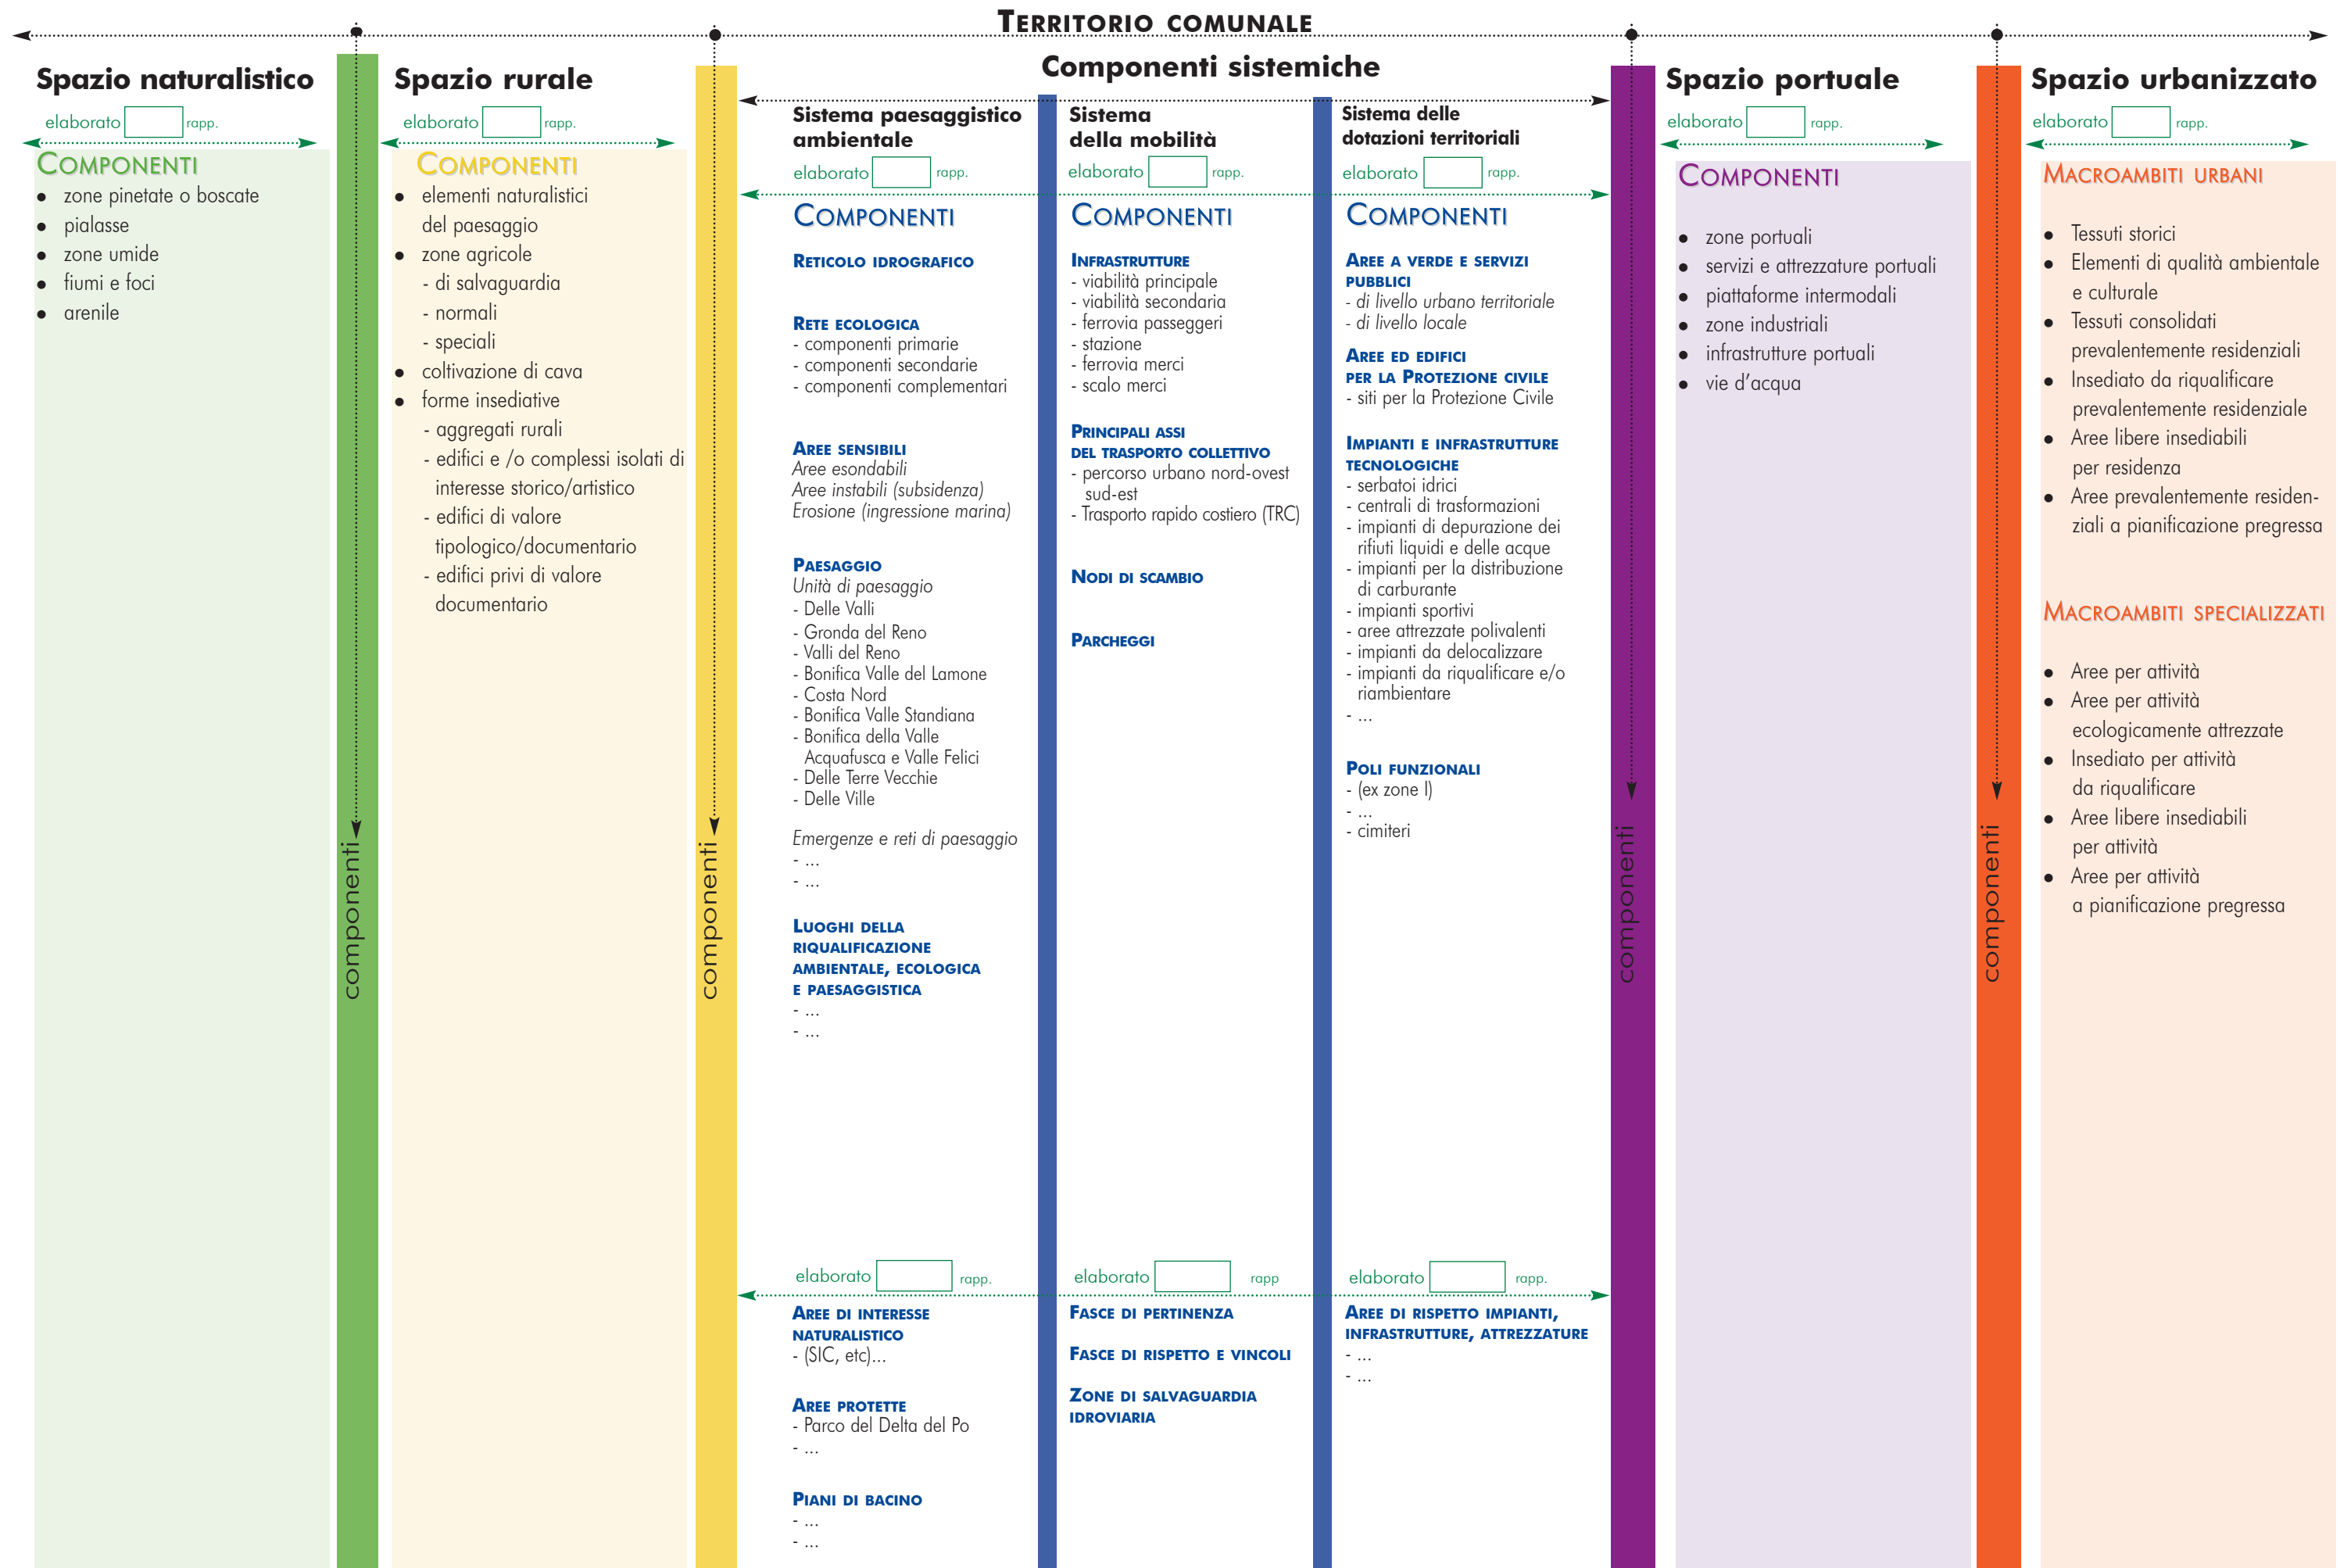 TERRITORIO COMUNALE
Spazio naturalistico
elaborato rapp.
COMPONENTI
● zone pinetate o boscate
● pialasse
● zone umide
● fiumi e foci
● arenile
componenti
Spazio rurale
elaborato rapp.
COMPONENTI
● elementi naturalistici
del paesaggio
● zone agricole
- di salvaguardia
- normali
- speciali
● coltivazione di cava
● forme insediative
- aggregati rurali
- edifici e /o complessi isolati di
interesse storico/artistico
- edifici di valore
tipologico/documentario
- edifici privi di valore
documentario
componenti
Componenti sistemiche
Sistema paesaggistico
ambientale
elaborato rapp.
COMPONENTI
RETICOLO IDROGRAFICO
RETE ECOLOGICA
- componenti primarie
- componenti secondarie
- componenti complementari
AREE SENSIBILI
Aree esondabili
Aree instabili (subsidenza)
Erosione (ingressione marina)
PAESAGGIO
Unità di paesaggio
- Delle Valli
- Gronda del Reno
- Valli del Reno
- Bonifica Valle del Lamone
- Costa Nord
- Bonifica Valle Standiana
- Bonifica della Valle
Acquafusca e Valle Felici
- Delle Terre Vecchie
- Delle Ville
Emergenze e reti di paesaggio
- ...
- ...
LUOGHI DELLA
RIQUALIFICAZIONE
AMBIENTALE, ECOLOGICA
E PAESAGGISTICA
- ...
- ...
elaborato rapp.
AREE DI INTERESSE
NATURALISTICO
- (SIC, etc)...
AREE PROTETTE
- Parco del Delta del Po
- ...
PIANI DI BACINO
- ...
- ...
Sistema
della mobilità
elaborato rapp.
COMPONENTI
INFRASTRUTTURE
- viabilità principale
- viabilità secondaria
- ferrovia passeggeri
- stazione
- ferrovia merci
- scalo merci
PRINCIPALI ASSI
DEL TRASPORTO COLLETTIVO
- percorso urbano nord-ovest
sud-est
- Trasporto rapido costiero (TRC)
NODI DI SCAMBIO
PARCHEGGI
elaborato rapp
FASCE DI PERTINENZA
FASCE DI RISPETTO E VINCOLI
ZONE DI SALVAGUARDIA
IDROVIARIA
Sistema delle
dotazioni territoriali
elaborato rapp.
COMPONENTI
AREE A VERDE E SERVIZI
PUBBLICI
- di livello urbano territoriale
- di livello locale
AREE ED EDIFICI
PER LA PROTEZIONE CIVILE
- siti per la Protezione Civile
IMPIANTI E INFRASTRUTTURE
TECNOLOGICHE
- serbatoi idrici
- centrali di trasformazioni
- impianti di depurazione dei
rifiuti liquidi e delle acque
- impianti per la distribuzione
di carburante
- impianti sportivi
- aree attrezzate polivalenti
- impianti da delocalizzare
- impianti da riqualificare e/o
riambientare
- ...
POLI FUNZIONALI
- (ex zone I)
- ...
- cimiteri
elaborato rapp.
AREE DI RISPETTO IMPIANTI,
INFRASTRUTTURE, ATTREZZATURE
- ...
- ...
componenti
Spazio portuale
elaborato rapp.
COMPONENTI
● zone portuali
● servizi e attrezzature portuali
● piattaforme intermodali
● zone industriali
● infrastrutture portuali
● vie d’acqua
componenti
Spazio urbanizzato
elaborato rapp.
MACROAMBITI URBANI
● Tessuti storici
● Elementi di qualità ambientale
e culturale
● Tessuti consolidati
prevalentemente residenziali
● Insediato da riqualificare
prevalentemente residenziale
● Aree libere insediabili
per residenza
● Aree prevalentemente residen-
ziali a pianificazione pregressa
MACROAMBITI SPECIALIZZATI
● Aree per attività
● Aree per attività
ecologicamente attrezzate
● Insediato per attività
da riqualificare
● Aree libere insediabili
per attività
● Aree per attività
a pianificazione pregressa